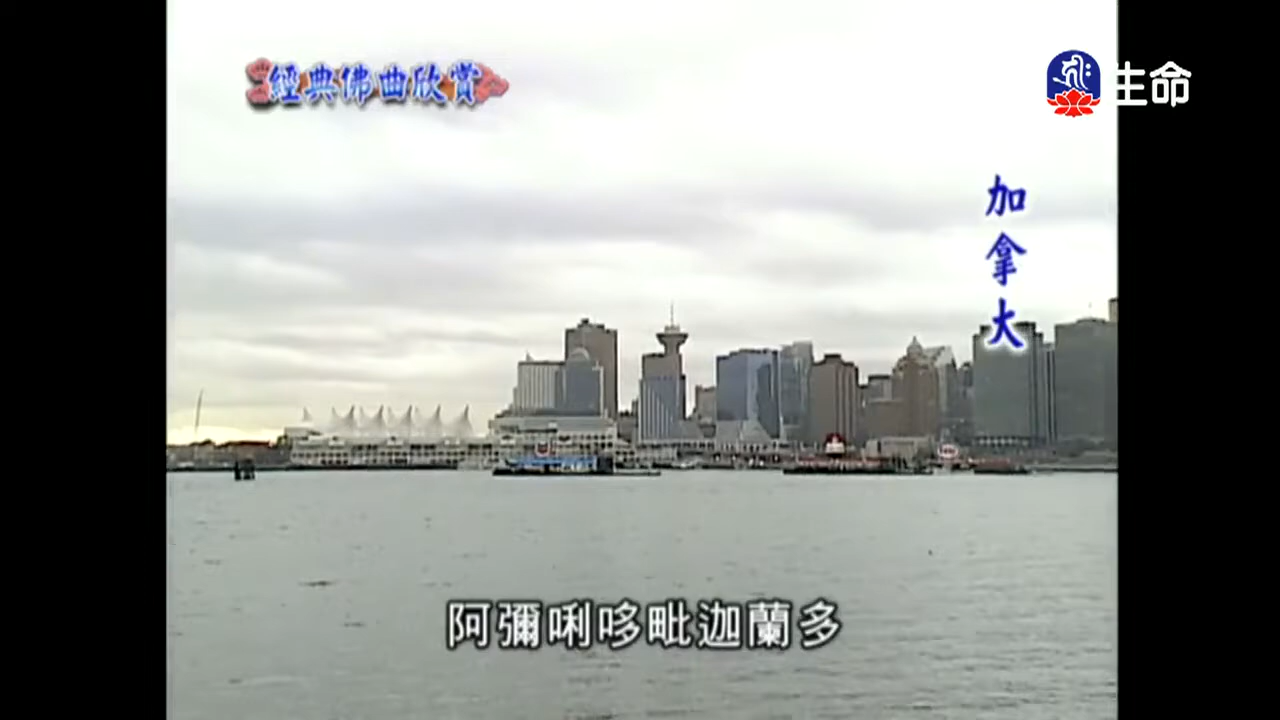 經典佛曲欣賞
生命
加拿大
阿彌唎哆毗迦蘭多